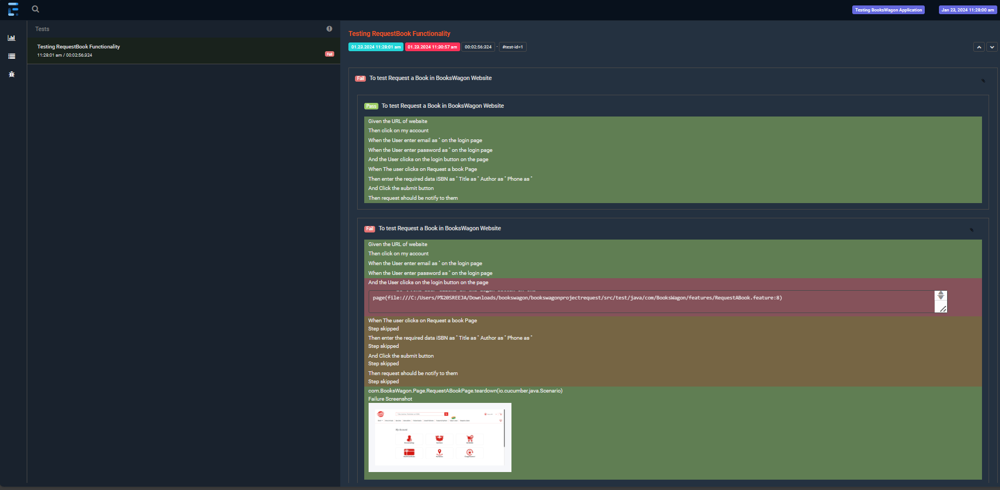 Testing BooksWagon Application
Jan 23, 2024 11:28:00 am
Tests
Testing RequestBook Functionality
11:28:01 am / 00:02:56:324
Fail
Testing RequestBook Functionality
01.23.2024 11:28:01 am 01.23.2024 11:30:57 am 00:02:56:324 · #test-id=1
Fail To test Request a Book in BooksWagon Website
Pass To test Request a Book in BooksWagon Website
Given the URL of website
Then click on my account
When the User enter email as " on the login page
When the User enter password as " on the login page
And the User clicks on the login button on the page
When The user clicks on Request a book Page
Then enter the required data iSBN as " Title as " Author as " Phone as "
And Click the submit button
Then request should be notify to them
Fail To test Request a Book in BooksWagon Website
Given the URL of website
Then click on my account
When the User enter email as " on the login page
When the User enter password as " on the login page
And the User clicks on the login button on the page
page(file:///C:/Users/P%20SREEJA/Downloads/bookswagon/bookswagonprojectrequest/src/test/java/com/BooksWagon/features/RequestABook.feature:8)
When The user clicks on Request a book Page
Step skipped
Then enter the required data iSBN as " Title as " Author as " Phone as "
Step skipped
And Click the submit button
Step skipped
Then request should be notify to them
Step skipped
com.BooksWagon.Page.RequestABookPage.teardown(io.cucumber.java.Scenario)
Failure Screenshot
My Account